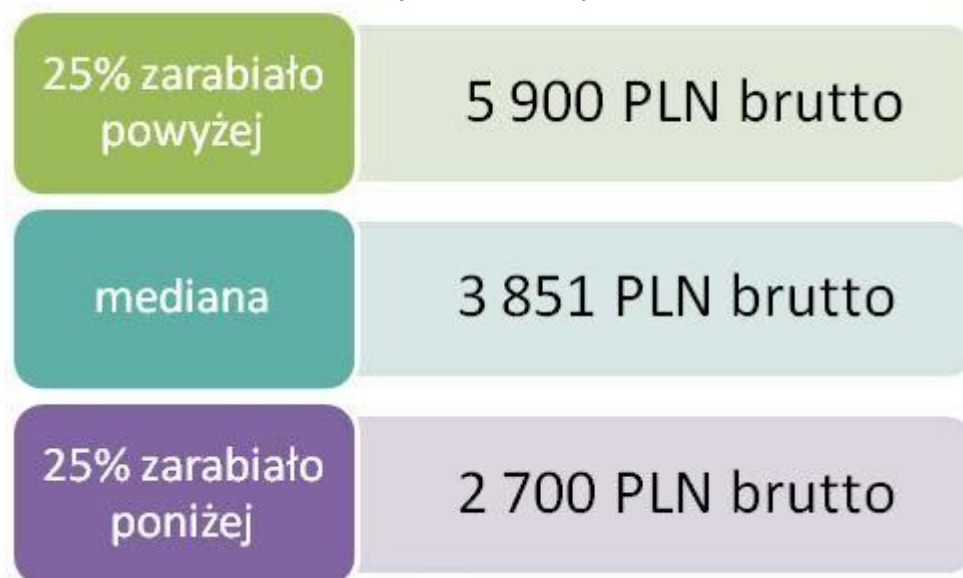 25% zarabiało
powyżej
5 900 PLN brutto
mediana
3 851 PLN brutto
25% zarabiało
poniżej
2 700 PLN brutto